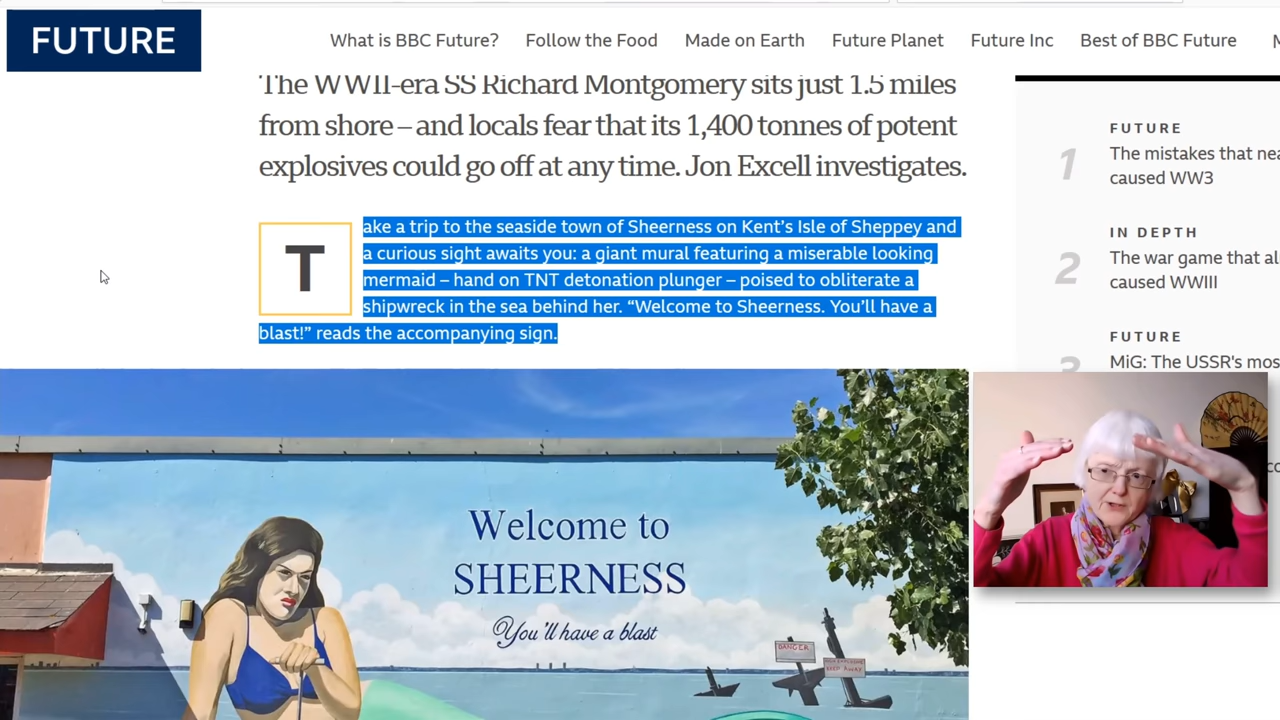 FUTURE
What is BBC Future?
Follow the Food
Made on Earth
Future Planet
Future Inc
Best of BBC Future
The WWII-era SS Richard Montgomery sits just 1.5 miles
from shore – and locals fear that its 1,400 tonnes of potent
explosives could go off at any time. Jon Excell investigates.
Take a trip to the seaside town of Sheerness on Kent’s Isle of Sheppey and
a curious sight awaits you: a giant mural featuring a miserable looking
mermaid – hand on TNT detonation plunger – poised to obliterate a
shipwreck in the sea behind her. “Welcome to Sheerness. You’ll have a
blast!” reads the accompanying sign.
Welcome to
SHEERNESS
You'll have a blast
DANGER
1
FUTURE
The mistakes that
caused WW3
2
IN DEPTH
The war game that
caused WWIII
3
FUTURE
MiG: The USSR's